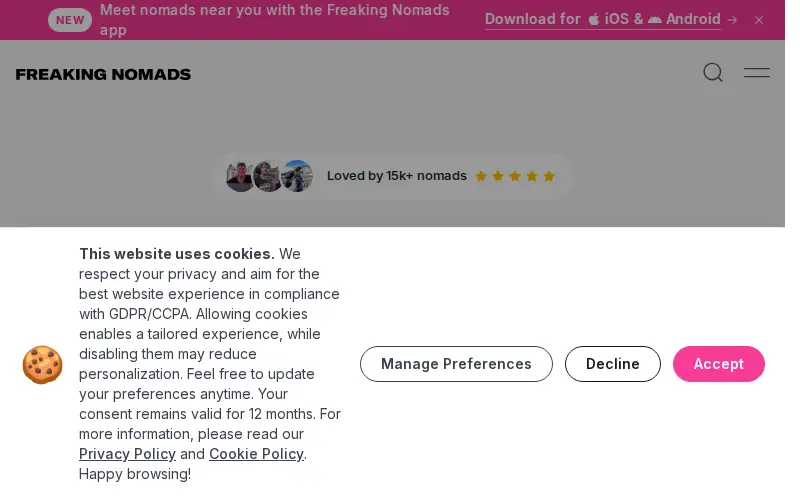 NEW
Meet nomads near you with the Freaking Nomads
app
Download for iOS & Android →
FREAKING NOMADS
Loved by 15k+ nomads
This website uses cookies. We
respect your privacy and aim for the
best website experience in compliance
with GDPR/CCPA. Allowing cookies
enables a tailored experience, while
disabling them may reduce
personalization. Feel free to update
your preferences anytime. Your
consent remains valid for 12 months. For
more information, please read our
Privacy Policy and Cookie Policy.
Happy browsing!
Manage Preferences
Decline
Accept